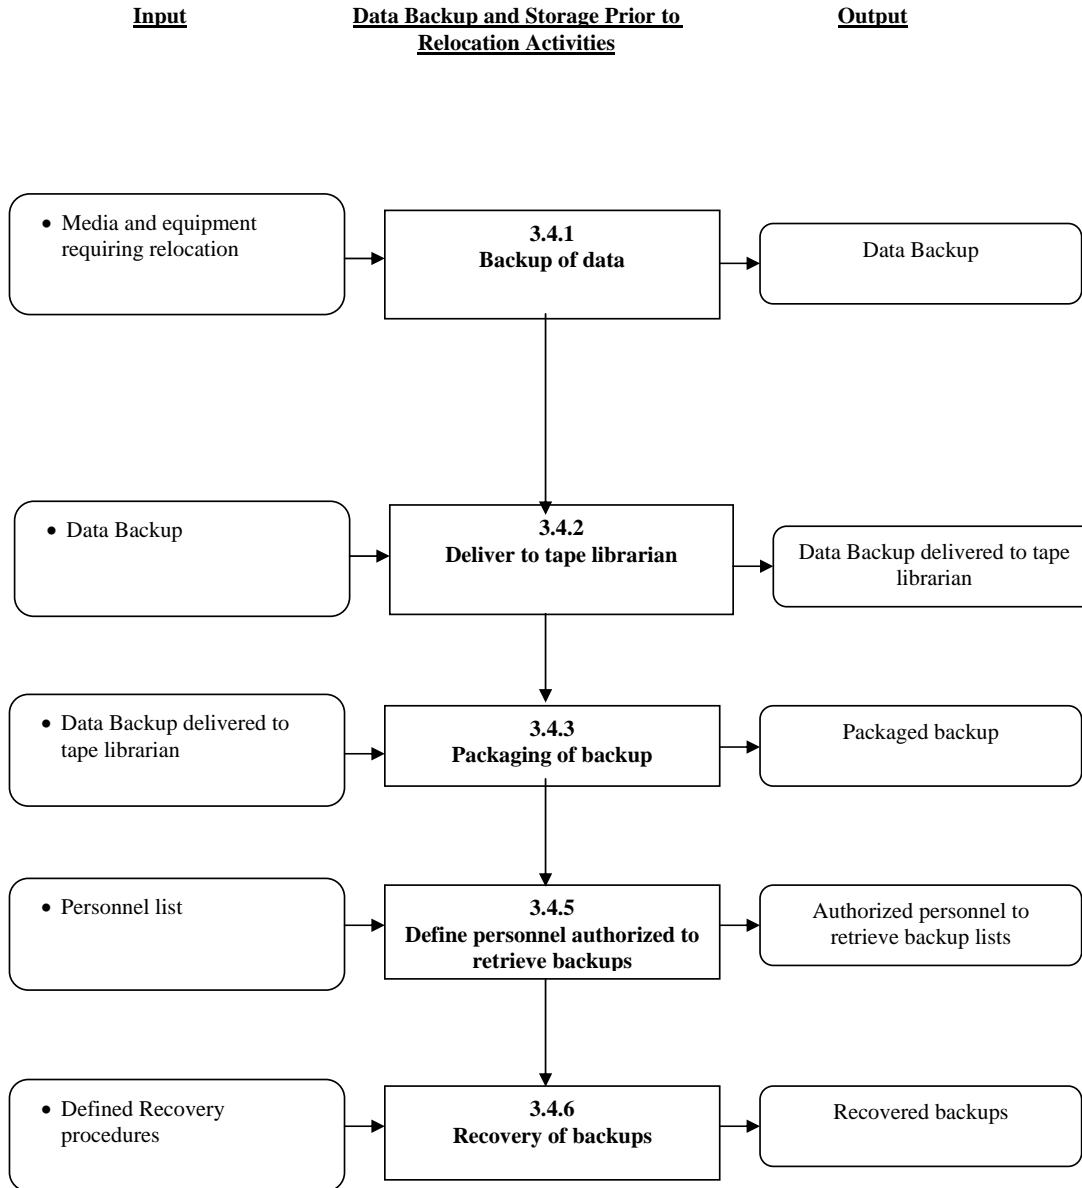 Input
Data Backup and Storage Prior to
Relocation Activities
Output
• Media and equipment
requiring relocation
3.4.1
Backup of data
Data Backup
• Data Backup
3.4.2
Deliver to tape librarian
Data Backup delivered to tape
librarian
• Data Backup delivered to
tape librarian
3.4.3
Packaging of backup
Packaged backup
• Personnel list
3.4.5
Define personnel authorized to
retrieve backups
Authorized personnel to
retrieve backup lists
• Defined Recovery
procedures
3.4.6
Recovery of backups
Recovered backups